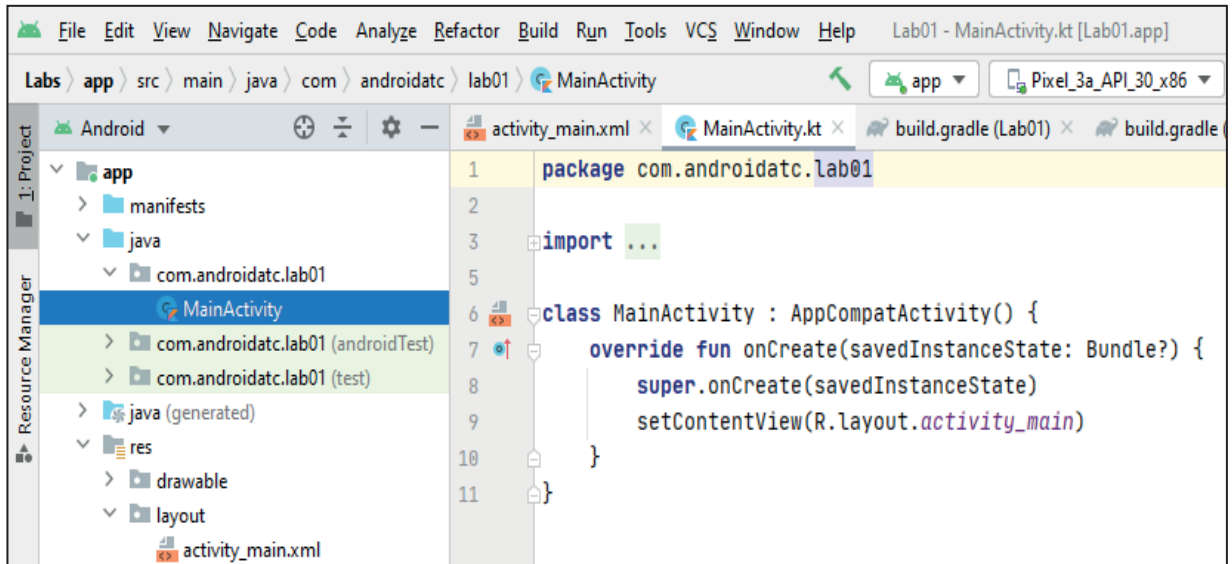 File Edit View Navigate Code Analyze Refactor Build Run Tools VCS Window Help Lab01 - MainActivity.kt [Lab01.app]
Labs app src main java com androidatc lab01 MainActivity app Pixel_3a_API_30_x86
1: Project
Resource Manager
Android
app
manifests
java
com.androidatc.lab01
MainActivity
com.androidatc.lab01 (androidTest)
com.androidatc.lab01 (test)
java (generated)
res
drawable
layout
activity_main.xml
activity_main.xml MainActivity.kt build.gradle (Lab01) build.gradle (
1 package com.androidatc.lab01
2
3 import ...
5
6 class MainActivity : AppCompatActivity() {
7 override fun onCreate(savedInstanceState: Bundle?) {
8 super.onCreate(savedInstanceState)
9 setContentView(R.layout.activity_main)
10 }
11 }